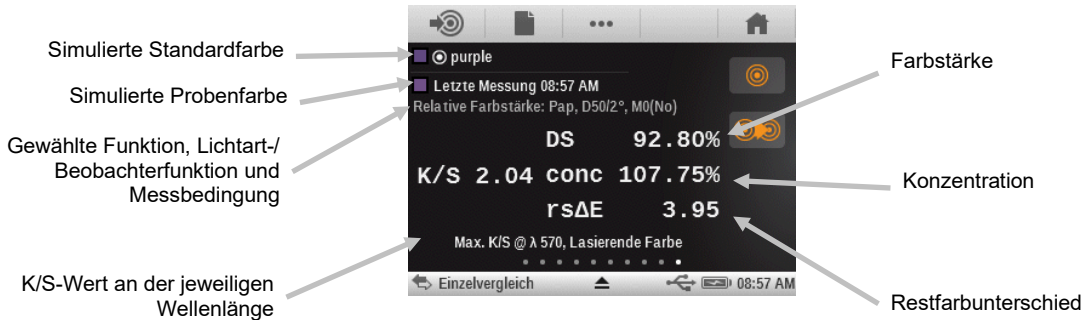 Simulierte Standardfarbe
Simulierte Probenfarbe
Gewählte Funktion, Lichtart-/
Beobachterfunktion und
Messbedingung
K/S-Wert an der jeweiligen
Wellenlänge
purple
Letzte Messung 08:57 AM
Relative Farbstärke: Pap, D50/2°, M0(No)
DS 92.80%
K/S 2.04 conc 107.75%
rsΔE 3.95
Max. K/S @ λ 570, Lasierende Farbe
Einzelvergleich 08:57 AM
Farbstärke
Konzentration
Restfarbunterschied